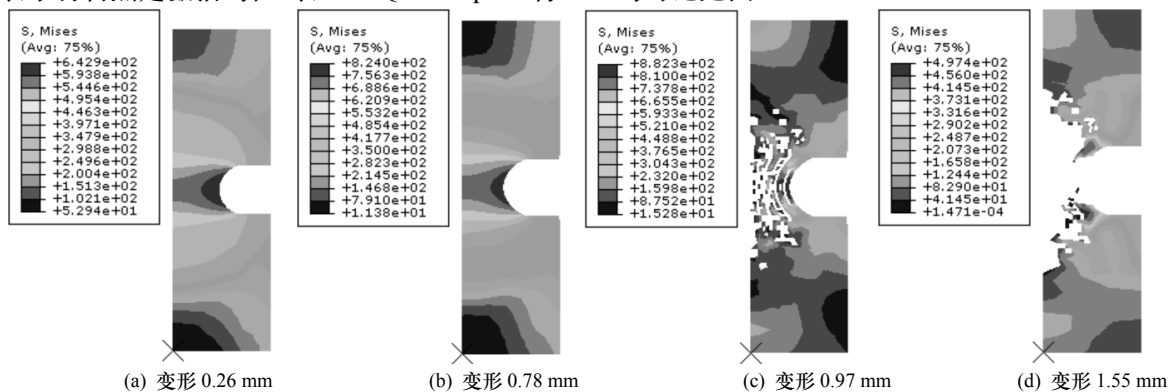 S, Mises
(Avg: 75%)
+6.429e+02
+5.938e+02
+5.446e+02
+4.954e+02
+4.463e+02
+3.971e+02
+3.479e+02
+2.988e+02
+2.496e+02
+2.004e+02
+1.513e+02
+1.021e+02
+5.294e+01
(a) 变形 0.26 mm
S, Mises
(Avg: 75%)
+8.240e+02
+7.563e+02
+6.886e+02
+6.209e+02
+5.532e+02
+4.854e+02
+4.177e+02
+3.500e+02
+2.823e+02
+2.145e+02
+1.468e+02
+7.910e+01
+1.138e+01
(b) 变形 0.78 mm
S, Mises
(Avg: 75%)
+8.823e+02
+8.100e+02
+7.378e+02
+6.655e+02
+5.933e+02
+5.210e+02
+4.488e+02
+3.765e+02
+3.043e+02
+2.320e+02
+1.598e+02
+8.752e+01
+1.528e+01
(c) 变形 0.97 mm
S, Mises
(Avg: 75%)
+4.974e+02
+4.560e+02
+4.145e+02
+3.731e+02
+3.316e+02
+2.902e+02
+2.487e+02
+2.073e+02
+1.658e+02
+1.244e+02
+8.290e+01
+4.145e+01
+1.471e-04
(d) 变形 1.55 mm